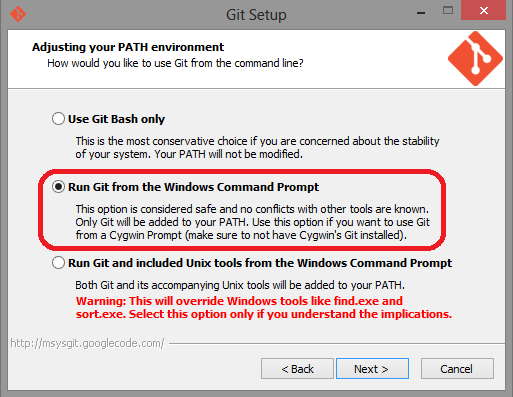 Git Setup
Adjusting your PATH environment
How would you like to use Git from the command line?
Use Git Bash only
This is the most conservative choice if you are concerned about the stability
of your system. Your PATH will not be modified.
Run Git from the Windows Command Prompt
This option is considered safe and no conflicts with other tools are known.
Only Git will be added to your PATH. Use this option if you want to use Git
from a Cygwin Prompt (make sure to not have Cygwin's Git installed).
Run Git and included Unix tools from the Windows Command Prompt
Both Git and its accompanying Unix tools will be added to your PATH.
Warning: This will override Windows tools like find.exe and
sort.exe. Select this option only if you understand the implications.
http://msysgit.googlecode.com/
< Back
Next >
Cancel